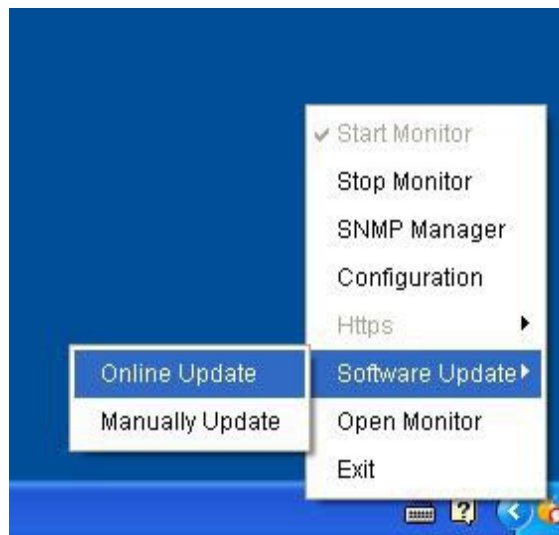 Start Monitor
Stop Monitor
SNMP Manager
Configuration
Https
Software Update
Online Update
Manually Update
Open Monitor
Exit